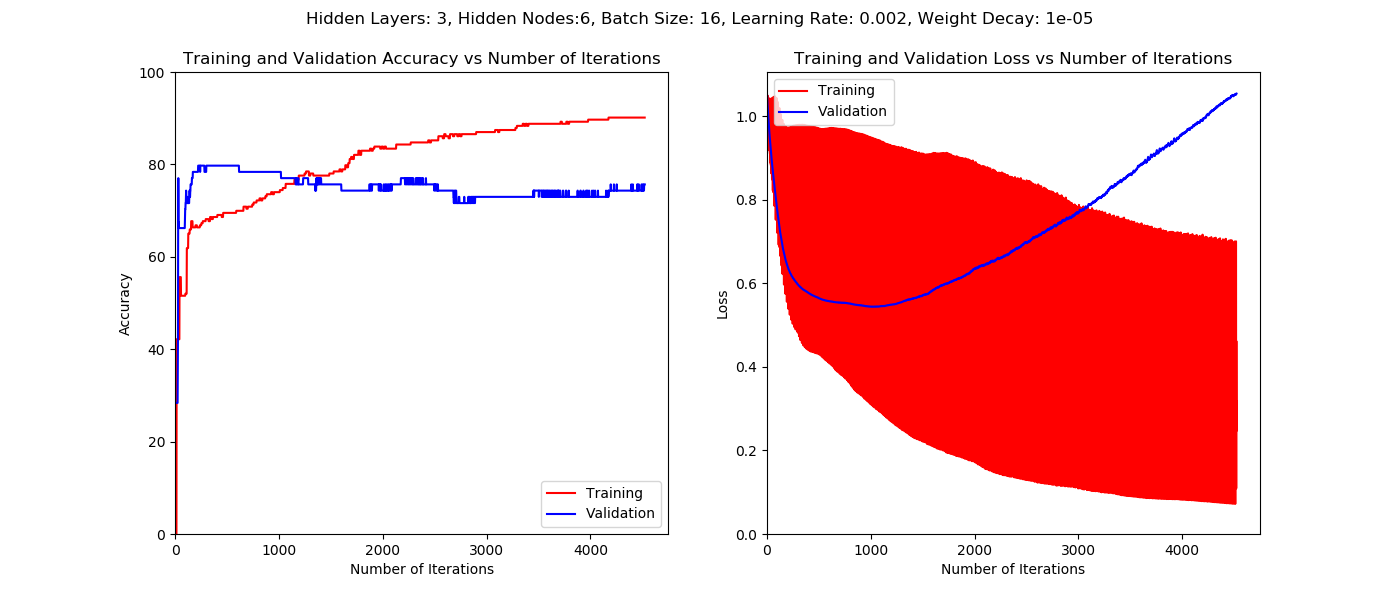 Hidden Layers: 3, Hidden Nodes:6, Batch Size: 16, Learning Rate: 0.002, Weight Decay: 1e-05
Training and Validation Accuracy vs Number of Iterations
100
80
60
40
20
0
Accuracy
0 1000 2000 3000 4000
Number of Iterations
Training
Validation
Training and Validation Loss vs Number of Iterations
Training
Validation
1.0
0.8
0.6
0.4
0.2
0.0
Loss
0 1000 2000 3000 4000
Number of Iterations